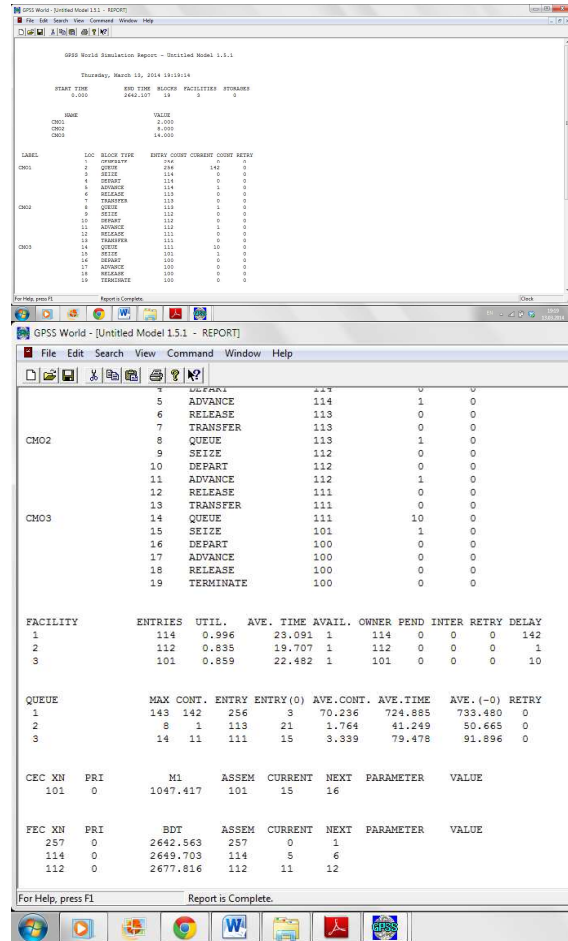 GPSS World - [Untitled Model 1.5.1 - REPORT]
File Edit Search View Command Window Help
GPSS World Simulation Report - Untitled Model 1.5.1
Thursday, March 13, 2014 19:19:14
START TIME END TIME BLOCKS FACILITIES STORAGES
0.000 2642.107 19 3 0
NAME VALUE
CMO1 2.000
CMO2 8.000
CMO3 14.000
LABEL LOC BLOCK TYPE ENTRY COUNT CURRENT COUNT RETRY
1 GENERATE 256 0 0
CMO1 2 QUEUE 256 142 0
3 SEIZE 114 0 0
4 DEPART 114 0 0
5 ADVANCE 114 1 0
6 RELEASE 113 0 0
7 TRANSFER 113 0 0
CMO2 8 QUEUE 113 1 0
9 SEIZE 112 0 0
10 DEPART 112 0 0
11 ADVANCE 112 1 0
12 RELEASE 111 0 0
13 TRANSFER 111 0 0
CMO3 14 QUEUE 111 10 0
15 SEIZE 101 1 0
16 DEPART 100 0 0
17 ADVANCE 100 0 0
18 RELEASE 100 0 0
19 TERMINATE 100 0 0
For Help, press F1 Report is Complete. Clock
GPSS World - [Untitled Model 1.5.1 - REPORT]
File Edit Search View Command Window Help
4 DEPART 114 0 0
5 ADVANCE 114 1 0
6 RELEASE 113 0 0
7 TRANSFER 113 0 0
CMO2 8 QUEUE 113 1 0
9 SEIZE 112 0 0
10 DEPART 112 0 0
11 ADVANCE 112 1 0
12 RELEASE 111 0 0
13 TRANSFER 111 0 0
CMO3 14 QUEUE 111 10 0
15 SEIZE 101 1 0
16 DEPART 100 0 0
17 ADVANCE 100 0 0
18 RELEASE 100 0 0
19 TERMINATE 100 0 0
FACILITY ENTRIES UTIL. AVE. TIME AVAIL. OWNER PEND INTER RETRY DELAY
1 114 0.996 23.091 1 114 0 0 0 142
2 112 0.835 19.707 1 112 0 0 0 1
3 101 0.859 22.482 1 101 0 0 0 10
QUEUE MAX CONT. ENTRY ENTRY(0) AVE.CONT. AVE.TIME AVE.(-0) RETRY
1 143 142 256 3 70.236 724.885 733.480 0
2 8 1 113 21 1.764 41.249 50.665 0
3 14 11 111 15 3.339 79.478 91.896 0
CEC XN PRI M1 ASSEM CURRENT NEXT PARAMETER VALUE
101 0 1047.417 101 15 16
FEC XN PRI BDT ASSEM CURRENT NEXT PARAMETER VALUE
257 0 2642.563 257 0 1
114 0 2649.703 114 5 6
112 0 2677.816 112 11 12
For Help, press F1 Report is Complete.